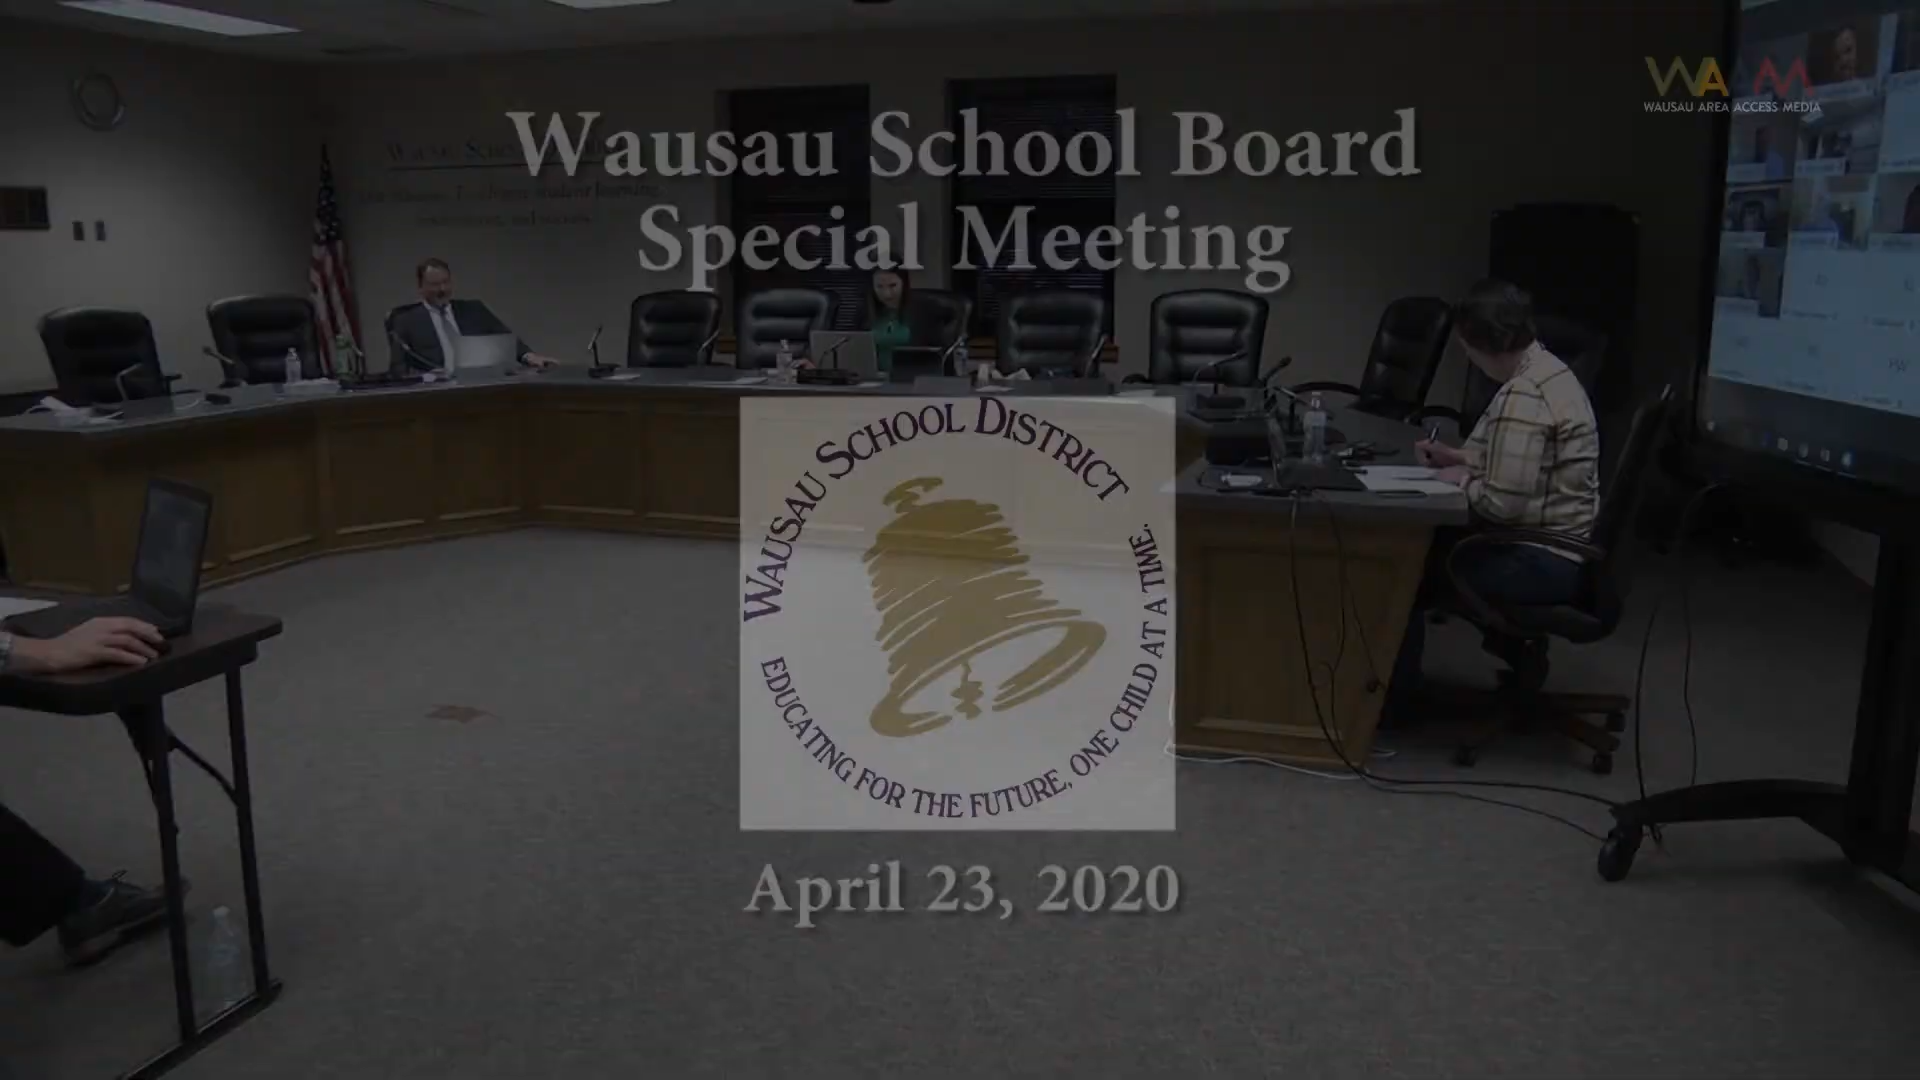 WAAM
WAUSAU AREA ACCESS MEDIA
Wausau School Board
Special Meeting
WAUSAU SCHOOL DISTRICT
EDUCATING FOR THE FUTURE, ONE CHILD AT A TIME.
April 23, 2020